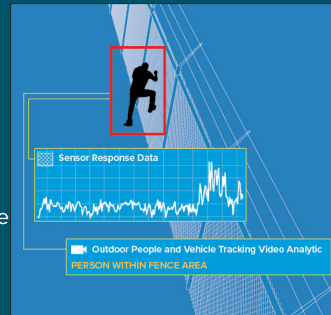 Sensor Response Data
Outdoor People and Vehicle Tracking Video Analytic
PERSON WITHIN FENCE AREA